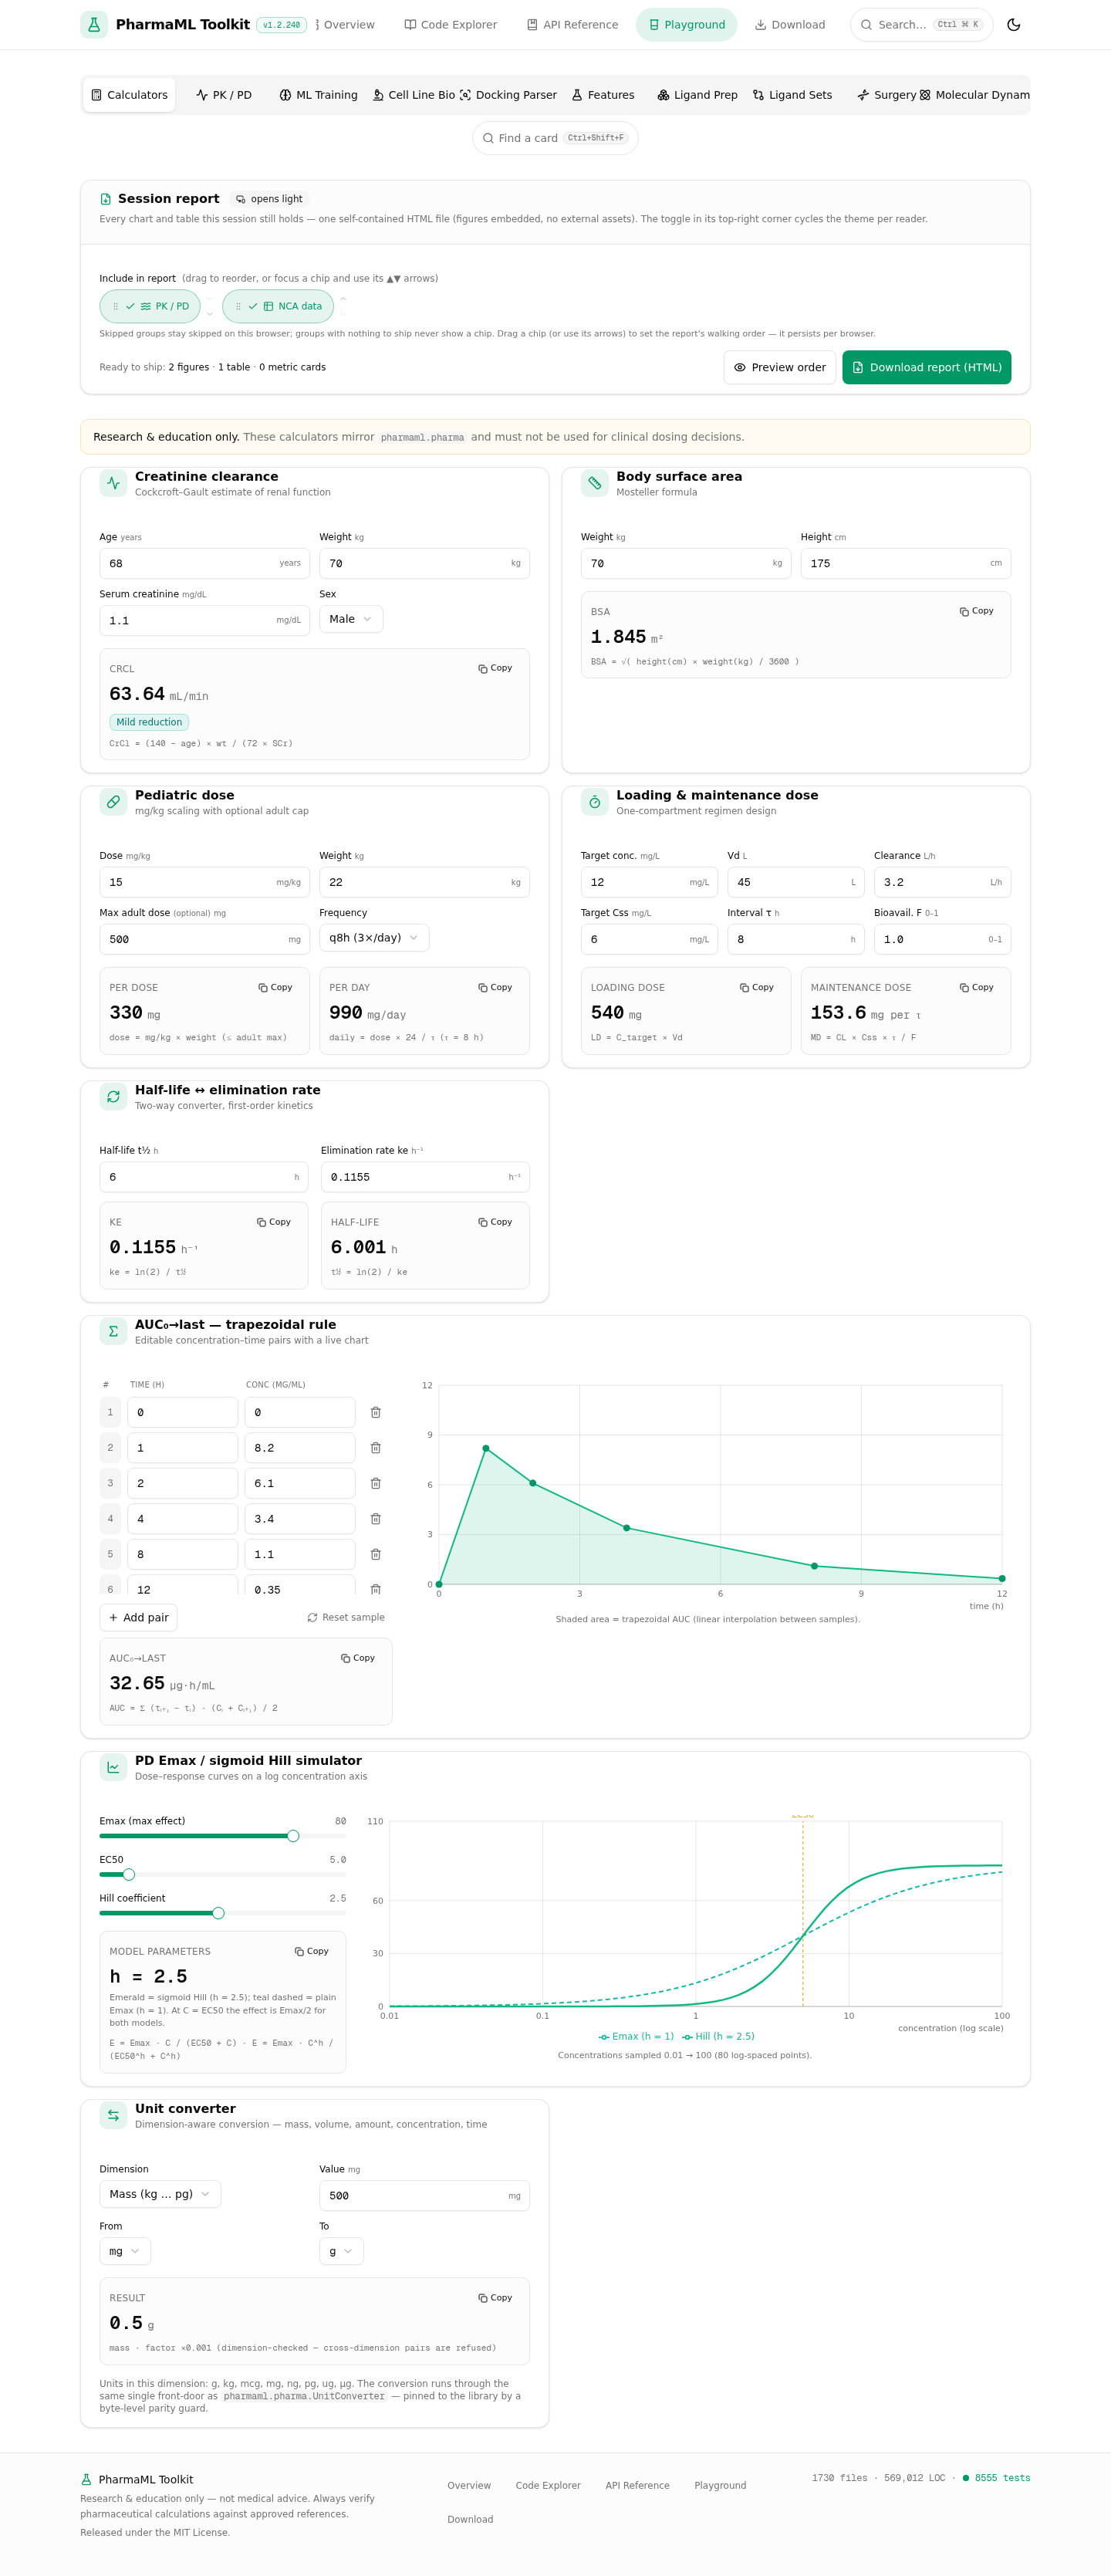 PharmaML Toolkit v1.2.240 Overview Code Explorer API Reference Playground Download Search... Ctrl ⌘ K
Calculators PK / PD ML Training Cell Line Bio Docking Parser Features Ligand Prep Ligand Sets Surgery Molecular Dynam
Find a card Ctrl+Shift+F
Session report opens light
Every chart and table this session still holds — one self-contained HTML file (figures embedded, no external assets). The toggle in its top-right corner cycles the theme per reader.
Include in report (drag to reorder, or focus a chip and use its ▲▼ arrows)
PK / PD NCA data
Skipped groups stay skipped on this browser; groups with nothing to ship never show a chip. Drag a chip (or use its arrows) to set the report's walking order — it persists per browser.
Ready to ship: 2 figures · 1 table · 0 metric cards Preview order Download report (HTML)
Research & education only. These calculators mirror pharmaml.pharma and must not be used for clinical dosing decisions.
Creatinine clearance
Cockcroft–Gault estimate of renal function
Age years Weight kg
68 years 70 kg
Serum creatinine mg/dL Sex
1.1 mg/dL Male
CRCL Copy
63.64 mL/min
Mild reduction
CrCl = (140 − age) × wt / (72 × SCr)
Body surface area
Mosteller formula
Weight kg Height cm
70 kg 175 cm
BSA Copy
1.845 m²
BSA = √( height(cm) × weight(kg) / 3600 )
Pediatric dose
mg/kg scaling with optional adult cap
Dose mg/kg Weight kg
15 mg/kg 22 kg
Max adult dose (optional) mg Frequency
500 mg q8h (3×/day)
PER DOSE Copy PER DAY Copy
330 mg 990 mg/day
dose = mg/kg × weight (≤ adult max) daily = dose × 24 / τ (τ = 8 h)
Loading & maintenance dose
One-compartment regimen design
Target conc. mg/L Vd L Clearance L/h
12 mg/L 45 L 3.2 L/h
Target Css mg/L Interval τ h Bioavail. F 0–1
6 mg/L 8 h 1.0 0–1
LOADING DOSE Copy MAINTENANCE DOSE Copy
540 mg 153.6 mg per τ
LD = C_target × Vd MD = CL × Css × τ / F
Half-life ↔ elimination rate
Two-way converter, first-order kinetics
Half-life t½ h Elimination rate ke h⁻¹
6 h 0.1155 h⁻¹
KE Copy HALF-LIFE Copy
0.1155 h⁻¹ 6.001 h
ke = ln(2) / t½ t½ = ln(2) / ke
AUC₀→last — trapezoidal rule
Editable concentration–time pairs with a live chart
# TIME (H) CONC (MG/ML)
1 0 0
2 1 8.2
3 2 6.1
4 4 3.4
5 8 1.1
6 12 0.35
Add pair Reset sample
AUC₀→LAST Copy
32.65 µg·h/mL
AUC = Σ (tᵢ₊₁ − tᵢ) · (Cᵢ + Cᵢ₊₁) / 2
12
9
6
3
0
0 3 6 9 12
time (h)
Shaded area = trapezoidal AUC (linear interpolation between samples).
PD Emax / sigmoid Hill simulator
Dose–response curves on a log concentration axis
Emax (max effect) 80
EC50 5.0
Hill coefficient 2.5
MODEL PARAMETERS Copy
h = 2.5
Emerald = sigmoid Hill (h = 2.5); teal dashed = plain
Emax (h = 1). At C = EC50 the effect is Emax/2 for
both models.
E = Emax · C / (EC50 + C) · E = Emax · C^h /
(EC50^h + C^h)
110
60
30
0
0.01 0.1 1 10 100
concentration (log scale)
Emax (h = 1) Hill (h = 2.5)
Concentrations sampled 0.01 → 100 (80 log-spaced points).
Unit converter
Dimension-aware conversion — mass, volume, amount, concentration, time
Dimension Value mg
Mass (kg … pg) 500 mg
From To
mg g
RESULT Copy
0.5 g
mass · factor ×0.001 (dimension-checked — cross-dimension pairs are refused)
Units in this dimension: g, kg, mcg, mg, ng, pg, ug, µg. The conversion runs through the
same single front-door as pharmaml.pharma.UnitConverter — pinned to the library by a
byte-level parity guard.
PharmaML Toolkit
Research & education only — not medical advice. Always verify
pharmaceutical calculations against approved references.
Released under the MIT License.
Overview Code Explorer API Reference Playground
Download
1730 files · 569,012 LOC · 8555 tests